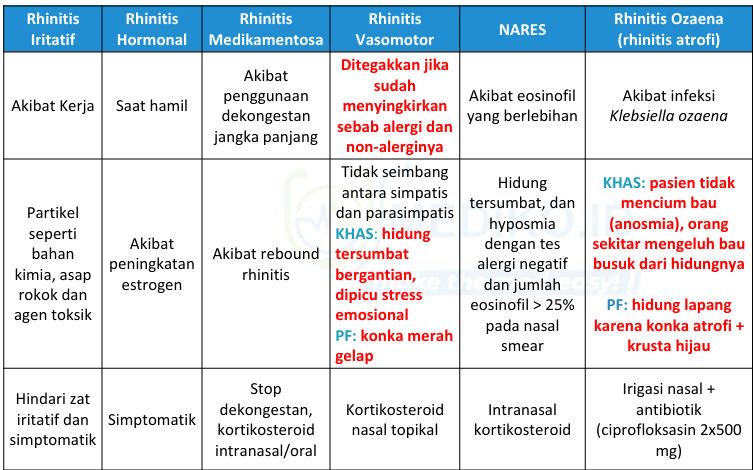 Rhinitis
Iritatif
Rhinitis
Hormonal
Rhinitis
Medikamentosa
Rhinitis
Vasomotor
NARES
Rhinitis Ozaena
(rhinitis atrofi)
Akibat Kerja
Saat hamil
Akibat
penggunaan
dekongestan
jangka panjang
Ditegakkan jika
sudah
menyingkirkan
sebab alergi dan
non-alerginya
Akibat eosinofil
yang berlebihan
Akibat infeksi
Klebsiella ozaena
Partikel
seperti
bahan
kimia, asap
rokok dan
agen toksik
Akibat
peningkatan
estrogen
Akibat rebound
rhinitis
Tidak seimbang
antara simpatis
dan parasimpatis
KHAS: hidung
tersumbat
bergantian,
dipicu stress
emosional
PF: konka merah
gelap
Hidung
tersumbat, dan
hyposmia
dengan tes
alergi negatif
dan jumlah
eosinofil > 25%
pada nasal
smear
KHAS: pasien tidak
mencium bau
(anosmia), orang
sekitar mengeluh bau
busuk dari hidungnya
PF: hidung lapang
karena konka atrofi +
krusta hijau
Hindari zat
iritatif dan
simptomatik
Simptomatik
Stop
dekongestan,
kortikosteroid
intranasal/oral
Kortikosteroid
nasal topikal
Intranasal
kortikosteroid
Irigasi nasal +
antibiotik
(ciprofloksasin 2x500
mg)